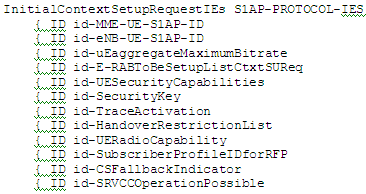 InitialContextSetupRequestIEs S1AP-PROTOCOL-IES
{ ID id-MME-UE-S1AP-ID
{ ID id-eNB-UE-S1AP-ID
{ ID id-uEaggregateMaximumBitrate
{ ID id-E-RABToBeSetupListCtxtSUReq
{ ID id-UESecurityCapabilities
{ ID id-SecurityKey
{ ID id-TraceActivation
{ ID id-HandoverRestrictionList
{ ID id-UERadioCapability
{ ID id-SubscriberProfileIDforRFP
{ ID id-CSFallbackIndicator
{ ID id-SRVCCOperationPossible